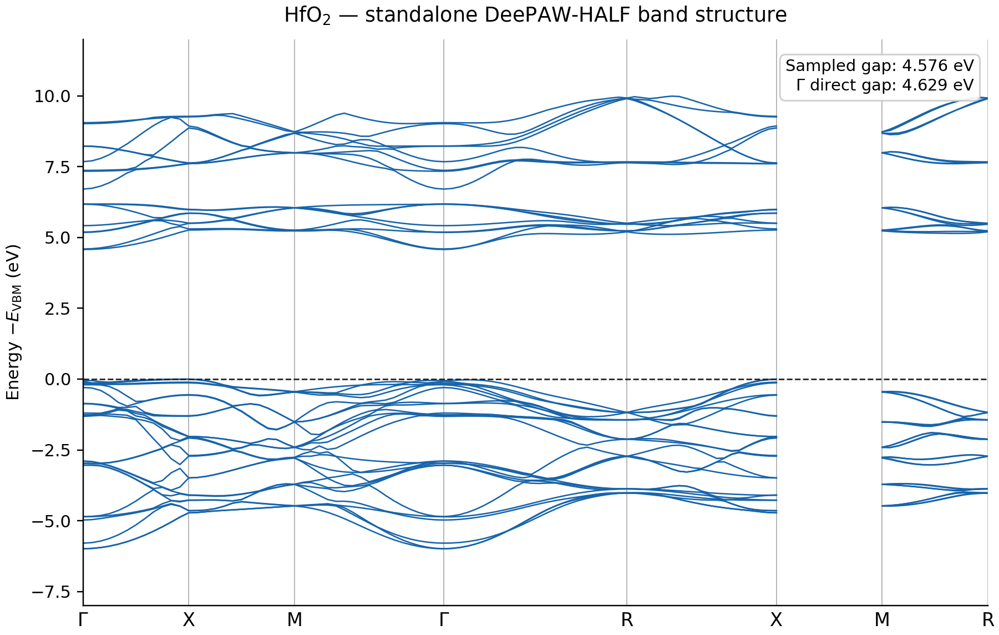 HfO₂ — standalone DeePAW-HALF band structure
Sampled gap: 4.576 eV
Γ direct gap: 4.629 eV
Energy −E_VBM (eV)
10.0
7.5
5.0
2.5
0.0
−2.5
−5.0
−7.5
Γ X M Γ R X M R